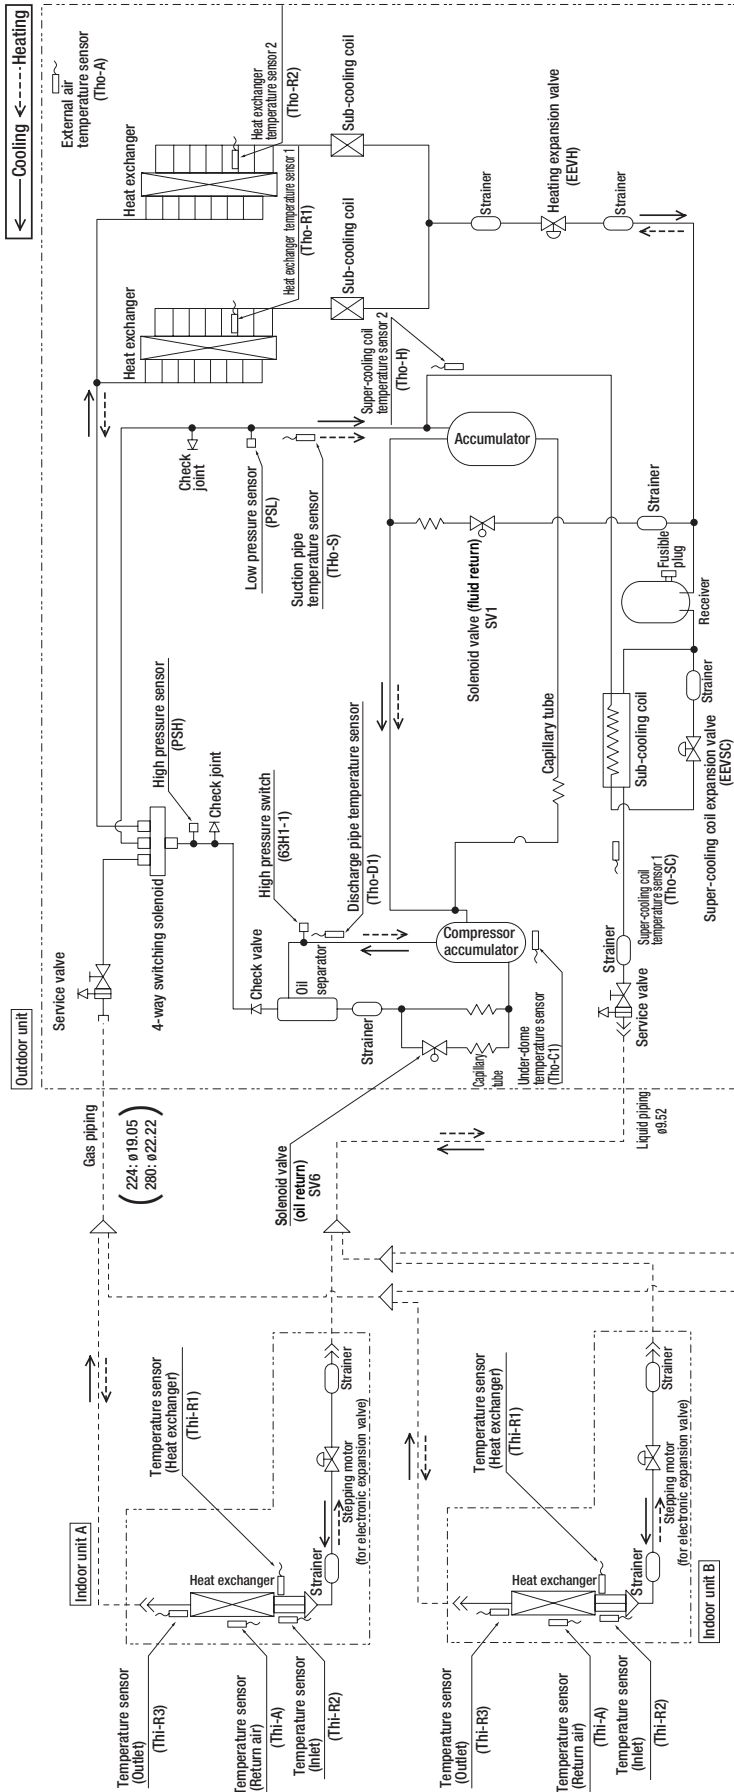 Cooling
Heating
Outdoor unit
External air
temperature sensor
(Tho-A)
Heat exchanger
Heat exchanger
temperature sensor 2
(Tho-R2)
Sub-cooling coil
Heat exchanger
Heat exchanger temperature sensor 1
(Tho-R1)
Sub-cooling coil
Strainer
Heating expansion valve
(EEVH)
Strainer
Super-cooling coil
temperature sensor 2
(Tho-H)
Check
joint
Low pressure sensor
(PSL)
Suction pipe
temperature sensor
(THo-S)
Accumulator
Solenoid valve (fluid return)
SV1
Strainer
Fusible
plug
Receiver
Strainer
Sub-cooling coil
Super-cooling coil expansion valve
(EEVSC)
Capillary tube
High pressure sensor
(PSH)
Check joint
4-way switching solenoid
Service valve
High pressure switch
(63H1-1)
Discharge pipe temperature sensor
(Tho-D1)
Check valve
Oil
separator
Compressor
accumulator
Strainer
Capillary
tube
Under-dome
temperature sensor
(Tho-C1)
Super-cooling coil
temperature sensor 1
(Tho-SC)
Strainer
Service valve
Solenoid valve
(oil return)
SV6
Gas piping
224: ø19.05
280: ø22.22
Liquid piping
ø9.52
Indoor unit A
Temperature sensor
(Heat exchanger)
(Thi-R1)
Heat exchanger
Strainer
Stepping motor
(for electronic expansion valve)
Strainer
Temperature sensor
(Outlet)
(Thi-R3)
Temperature sensor
(Return air)
(Thi-A)
Temperature sensor
(Inlet)
(Thi-R2)
Indoor unit B
Temperature sensor
(Heat exchanger)
(Thi-R1)
Heat exchanger
Strainer
Stepping motor
(for electronic expansion valve)
Strainer
Temperature sensor
(Outlet)
(Thi-R3)
Temperature sensor
(Return air)
(Thi-A)
Temperature sensor
(Inlet)
(Thi-R2)